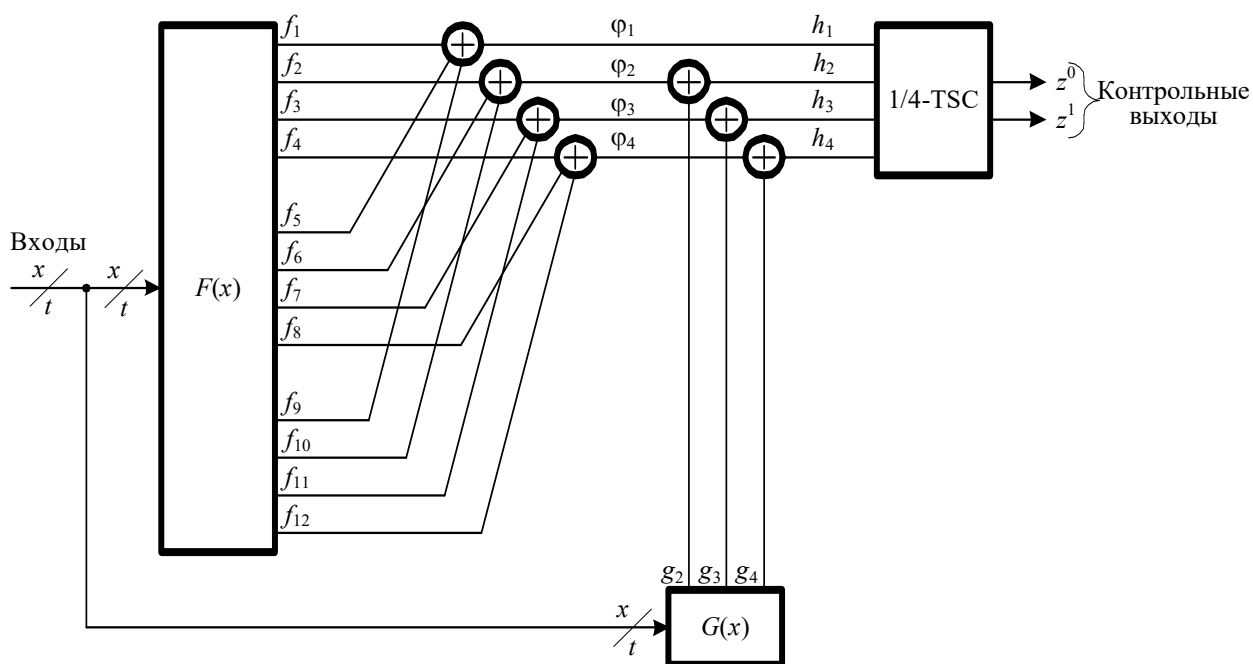 f₁ φ₁ h₁
f₂ φ₂ h₂
f₃ φ₃ h₃
f₄ φ₄ h₄
1/4-TSC
z⁰
z¹
Контрольные
выходы
f₅
f₆
f₇
f₈
Входы
x x
t t
F(x)
f₉
f₁₀
f₁₁
f₁₂
g₂ g₃ g₄
x
t
G(x)